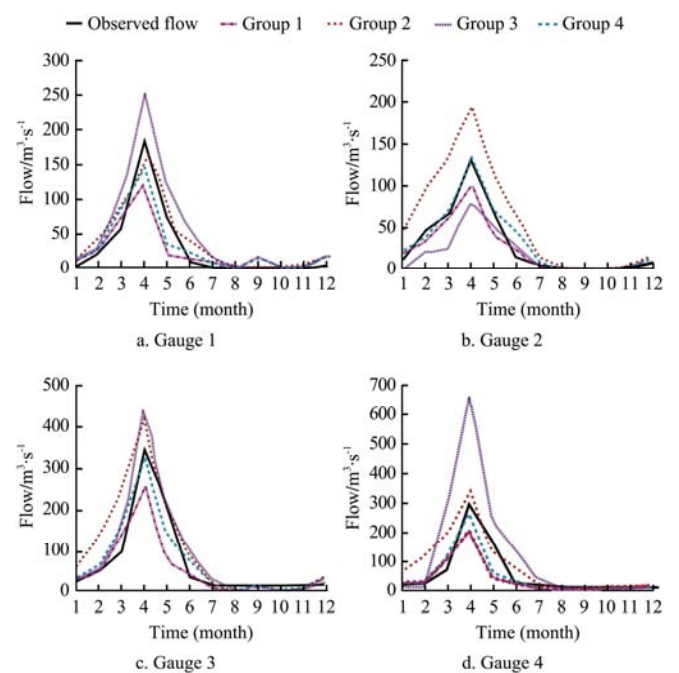 Observed flow Group 1 Group 2 Group 3 Group 4
300
250
200
150
100
50
0
Flow/m³·s⁻¹
1 2 3 4 5 6 7 8 9 10 11 12
Time (month)
a. Gauge 1
250
200
150
100
50
0
Flow/m³·s⁻¹
1 2 3 4 5 6 7 8 9 10 11 12
Time (month)
b. Gauge 2
500
400
300
200
100
0
Flow/m³·s⁻¹
1 2 3 4 5 6 7 8 9 10 11 12
Time (month)
c. Gauge 3
700
600
500
400
300
200
100
0
Flow/m³·s⁻¹
1 2 3 4 5 6 7 8 9 10 11 12
Time (month)
d. Gauge 4